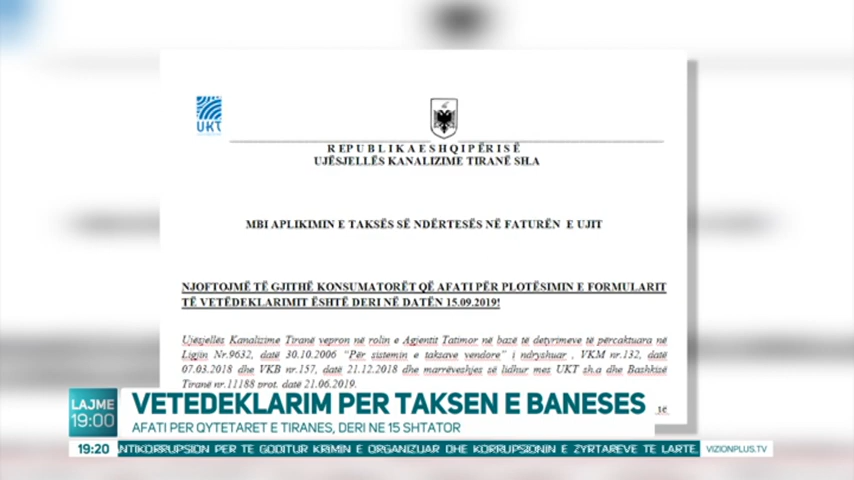 UKT
REPUBLIKA E SHQIPËRISË
UJËSJELLËS KANALIZIME TIRANË SH.A
MBI APLIKIMIN E TAKSËS SË NDËRTESËS NË FATURËN E UJIT
NJOFTOJMË TË GJITHË KONSUMATORËT QË AFATI PËR PLOTËSIMIN E FORMULARIT
TË VETËDEKLARIMIT ËSHTË DERI NË DATËN 15.09.2019!
Ujësjellës Kanalizime Tiranë vepron në rolin e Agjentit Tatimor në bazë të detyrimeve të përcaktuara në
Ligjin Nr.9632, datë 30.10.2006 “Për sistemin e taksave vendore” i ndryshuar , VKM nr.132, datë
07.03.2018 dhe VKB nr.157, datë 21.12.2018 dhe marrëveshjes së lidhur mes UKT sh.a dhe Bashkisë
Tiranë nr.11188 prot. datë 21.06.2019.
LAJME
19:00
VETEDEKLARIM PER TAKSEN E BANESES
AFATI PER QYTETARET E TIRANES, DERI NE 15 SHTATOR
19:20
ANTIKORRUPSION PER TE GODITUR KRIMIN E ORGANIZUAR DHE KORRUPSIONIN E ZYRTAREVE TE LARTE.
VIZIONPLUS.TV